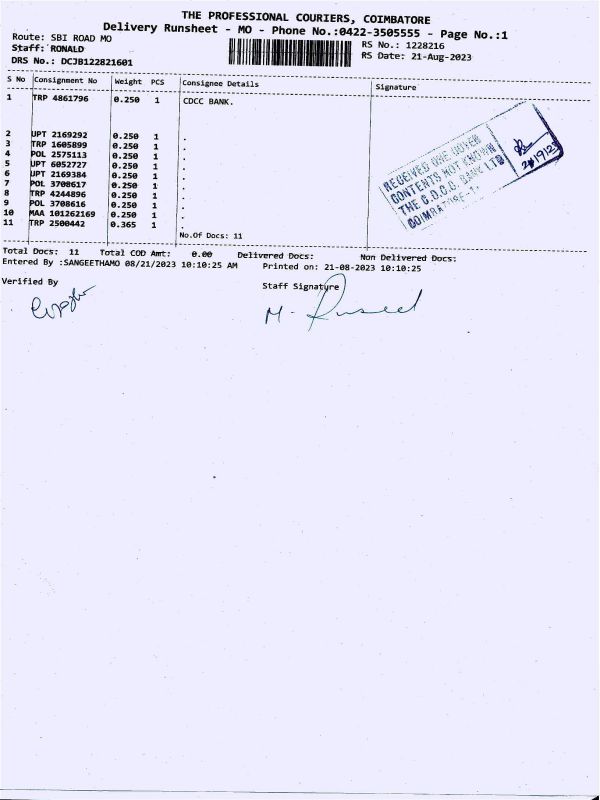 THE PROFESSIONAL COURIERS, COIMBATORE
Delivery Runsheet - MO - Phone No.:0422-3505555 - Page No.:1
Route: SBI ROAD MO
RS No.: 1228216
Staff: RONALD
RS Date: 21-Aug-2023
DRS No.: DCJB122821601
S No Consignment No Weight PCS Consignee Details Signature
1 TRP 4861796 0.250 1 CDCC BANK.
2 UPT 2169292 0.250 1 .
3 TRP 1605899 0.250 1 .
4 POL 2575113 0.250 1 .
5 UPT 6052727 0.250 1 .
6 UPT 2169384 0.250 1 .
7 POL 3708617 0.250 1 .
8 TRP 4244896 0.250 1 .
9 POL 3708616 0.250 1 .
10 MAA 101262169 0.250 1 .
11 TRP 2500442 0.365 1 .
No.Of Docs: 11
RECEIVED ONE COVER
CONTENTS NOT KNOWN
THE C.D.C.C. BANK LTD
COIMBATORE-1.
Total Docs: 11 Total COD Amt: 0.00 Delivered Docs: Non Delivered Docs:
Entered By :SANGEETHAMO 08/21/2023 10:10:25 AM Printed on: 21-08-2023 10:10:25
Verified By
Staff Signature